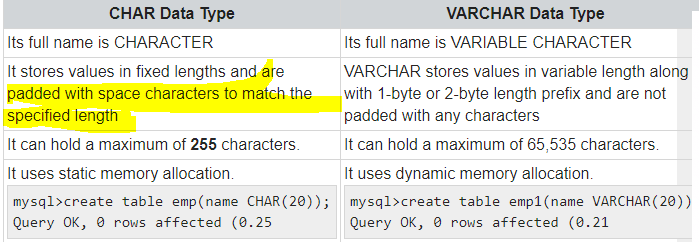 CHAR Data Type
VARCHAR Data Type
Its full name is CHARACTER
Its full name is VARIABLE CHARACTER
It stores values in fixed lengths and are
padded with space characters to match the
specified length
VARCHAR stores values in variable length along
with 1-byte or 2-byte length prefix and are not
padded with any characters
It can hold a maximum of 255 characters.
It can hold a maximum of 65,535 characters.
It uses static memory allocation.
It uses dynamic memory allocation.
mysql>create table emp(name CHAR(20));
Query OK, 0 rows affected (0.25
mysql>create table emp1(name VARCHAR(20))
Query OK, 0 rows affected (0.21